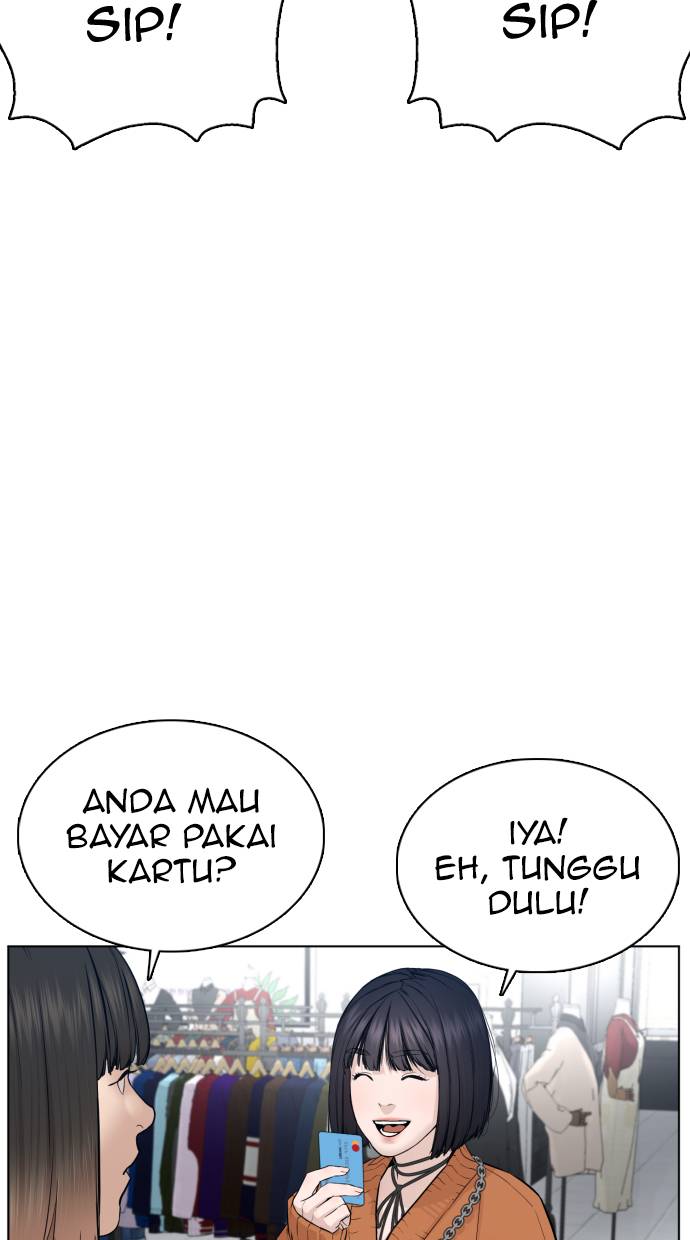 SIP!
SIP!
ANDA MAU
BAYAR PAKAI
KARTU?
IYA!
EH, TUNGGU
DULU!